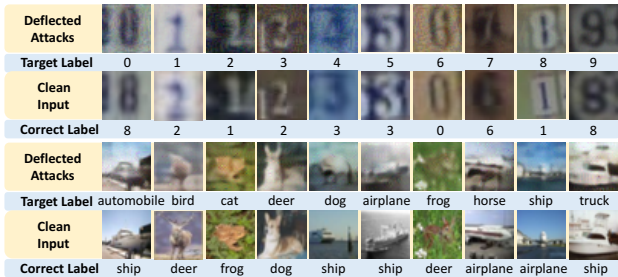 Deflected
Attacks
Target Label 0 1 2 3 4 5 6 7 8 9
Clean
Input
Correct Label 8 2 1 2 3 3 0 6 1 8
Deflected
Attacks
Target Label automobile bird cat deer dog airplane frog horse ship truck
Clean
Input
Correct Label ship deer frog dog ship ship deer airplane airplane ship